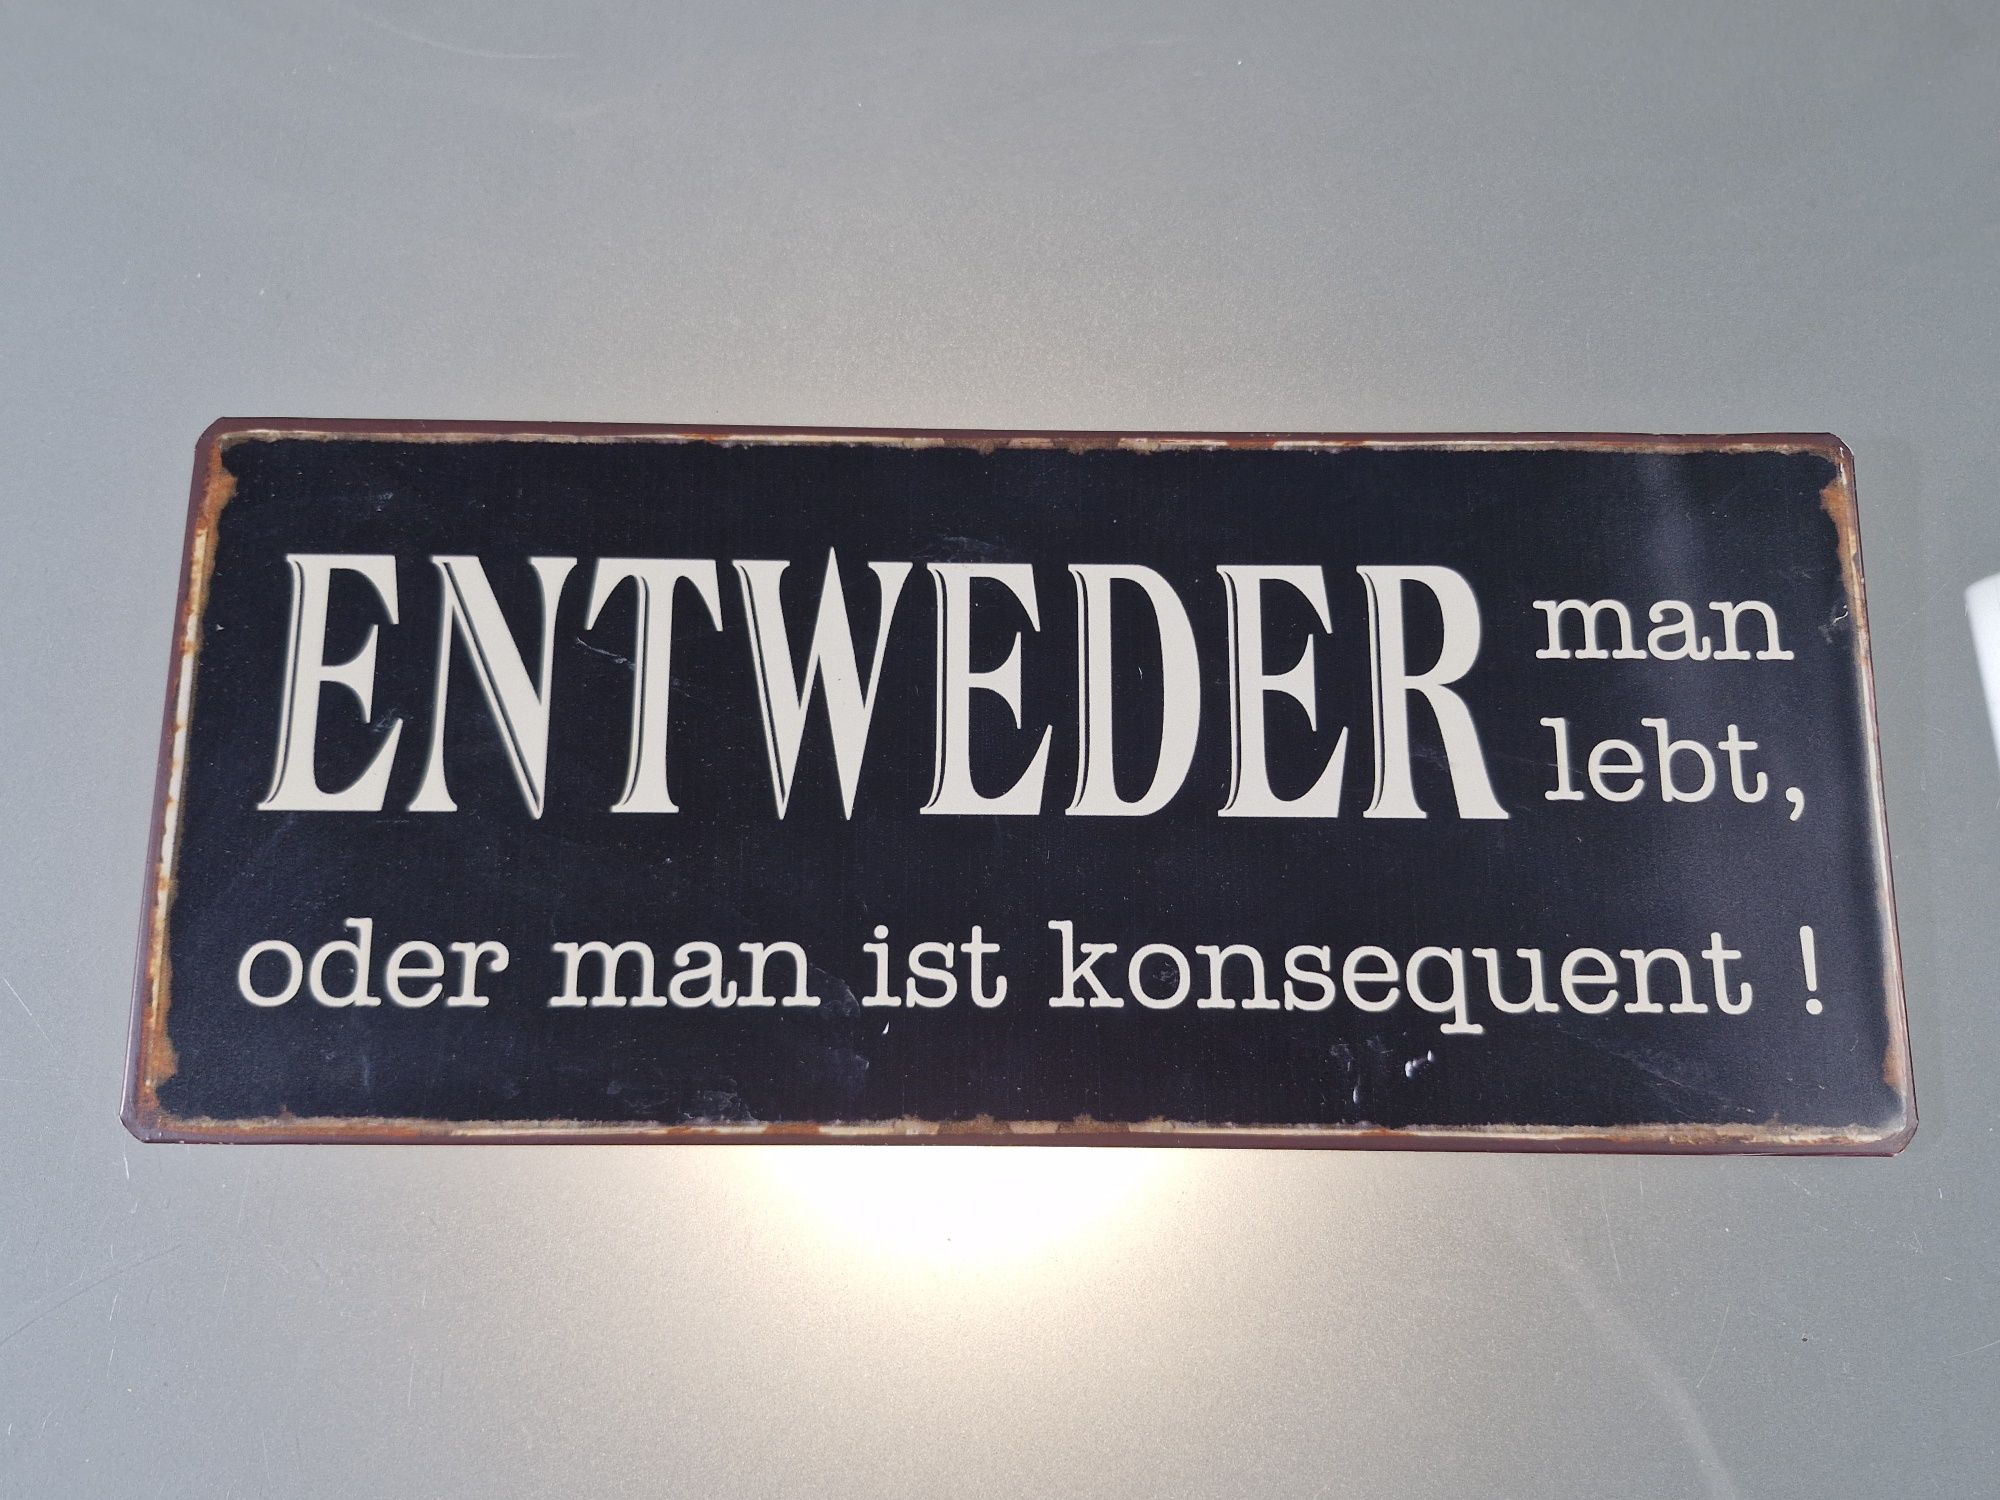 ENTWEDER man
lebt,
oder man ist konsequent !